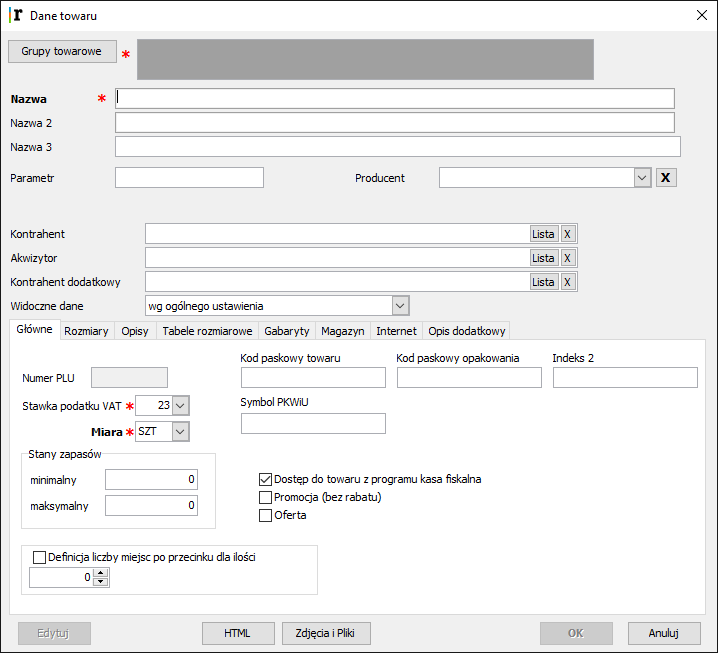 r Dane towaru
Grupy towarowe *
Nazwa *
Nazwa 2
Nazwa 3
Parametr Producent X
Kontrahent Lista X
Akwizytor Lista X
Kontrahent dodatkowy Lista X
Widoczne dane wg ogólnego ustawienia
Główne Rozmiary Opisy Tabele rozmiarowe Gabaryty Magazyn Internet Opis dodatkowy
Kod paskowy towaru Kod paskowy opakowania Indeks 2
Numer PLU
Stawka podatku VAT * 23 Symbol PKWiU
Miara * SZT
Stany zapasów
minimalny 0 Dostęp do towaru z programu kasa fiskalna
Promocja (bez rabatu)
maksymalny 0
Oferta
Definicja liczby miejsc po przecinku dla ilości
0
Edytuj HTML Zdjęcia i Pliki OK Anuluj